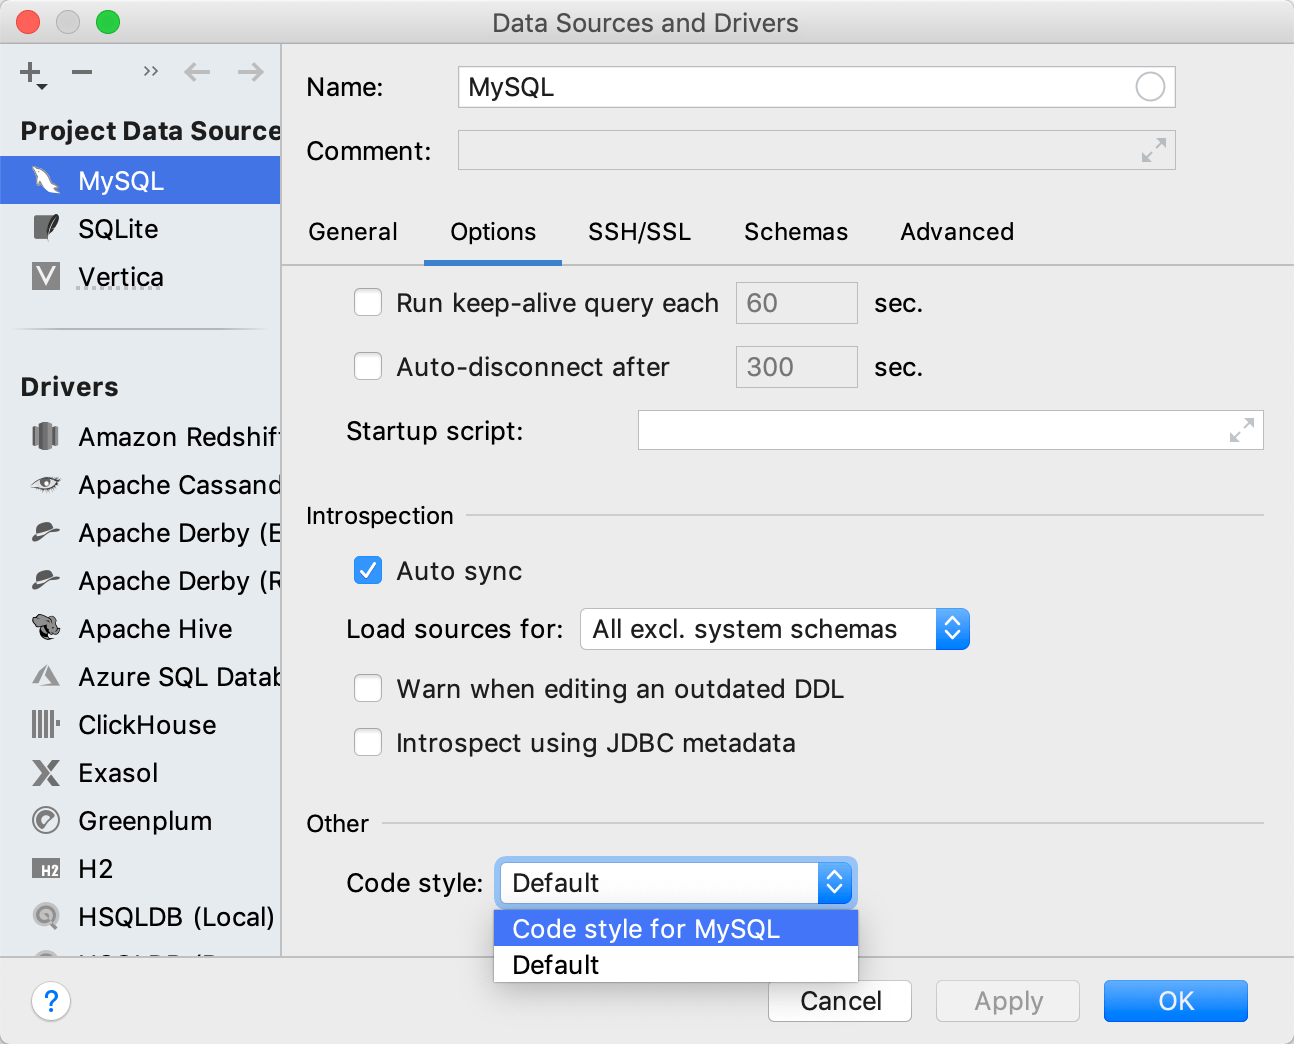 Data Sources and Drivers
Project Data Source
MySQL
SQLite
Vertica
Drivers
Amazon Redshif
Apache Cassand
Apache Derby (E
Apache Derby (R
Apache Hive
Azure SQL Datab
ClickHouse
Exasol
Greenplum
H2
HSQLDB (Local)
Name: MySQL
Comment:
General Options SSH/SSL Schemas Advanced
Run keep-alive query each 60 sec.
Auto-disconnect after 300 sec.
Startup script:
Introspection
Auto sync
Load sources for: All excl. system schemas
Warn when editing an outdated DDL
Introspect using JDBC metadata
Other
Code style: Default
Code style for MySQL
Default
? Cancel Apply OK